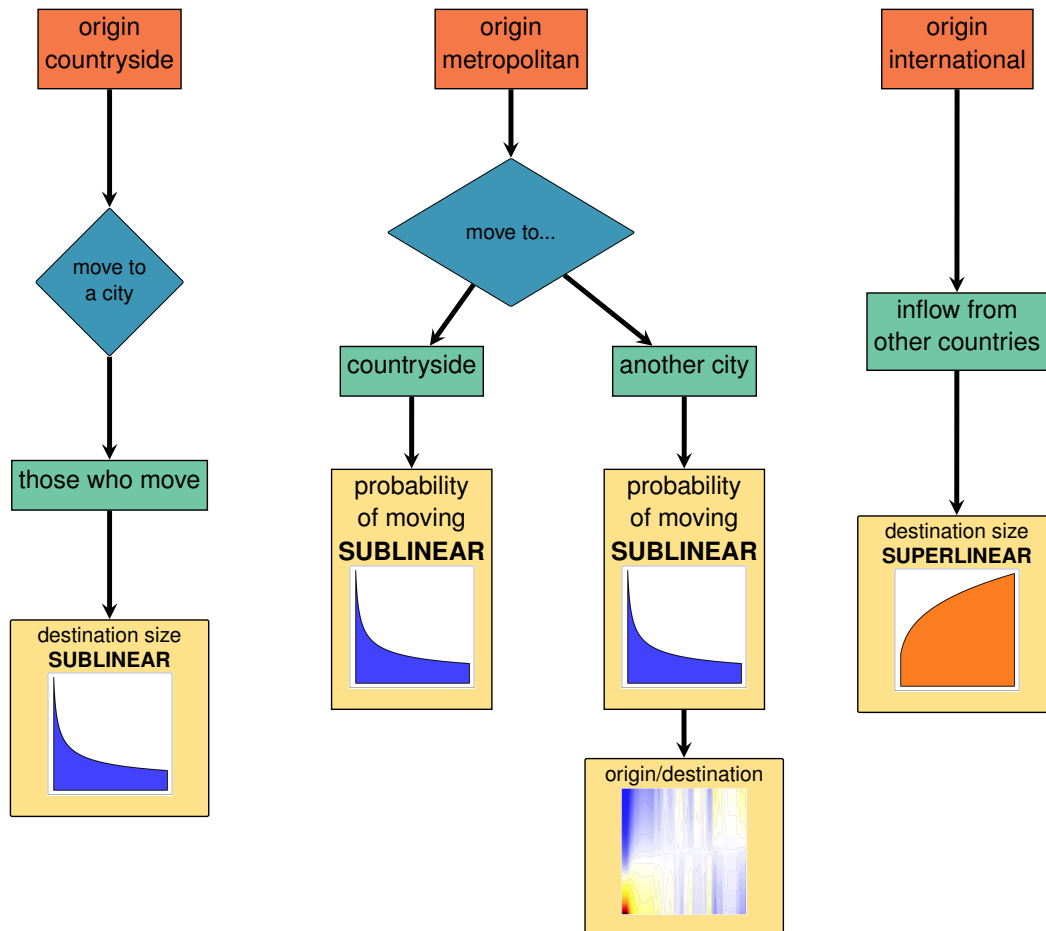 origin
countryside
move to
a city
those who move
destination size
SUBLINEAR
origin
metropolitan
move to...
countryside
probability
of moving
SUBLINEAR
another city
probability
of moving
SUBLINEAR
origin/destination
origin
international
inflow from
other countries
destination size
SUPERLINEAR